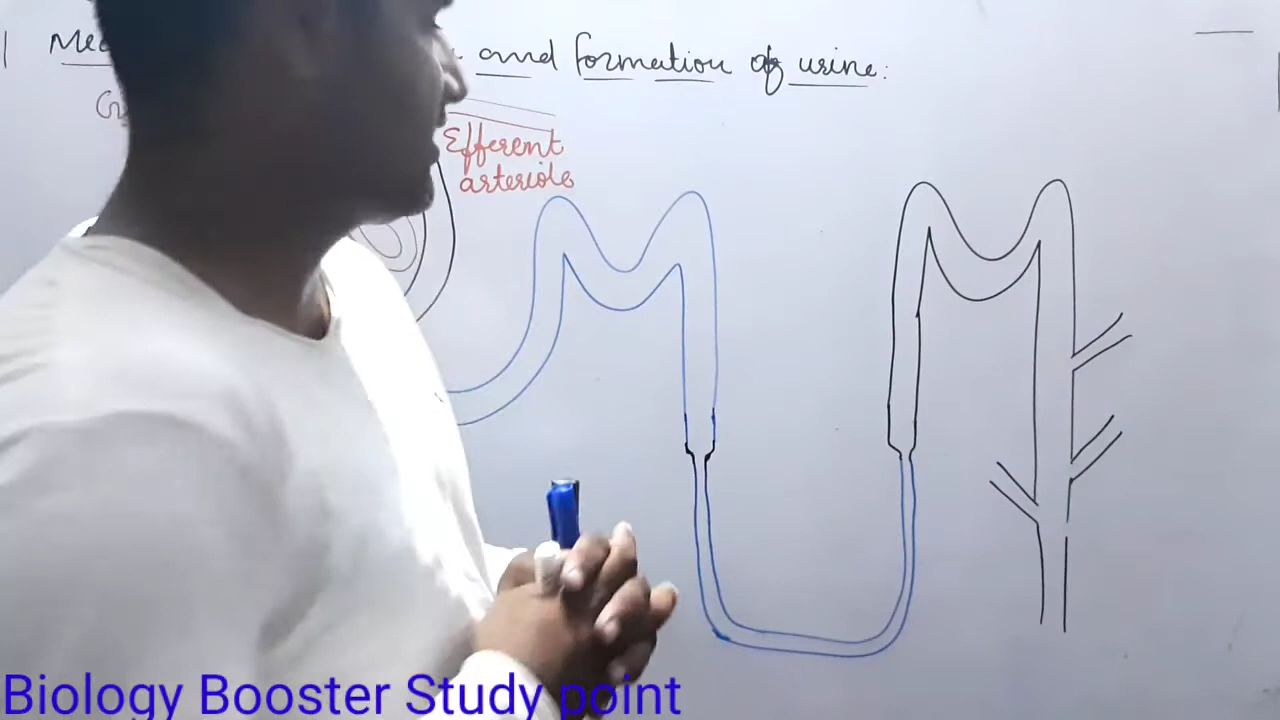 and formation of urine:
Efferent
arteriole
Biology Booster Study point